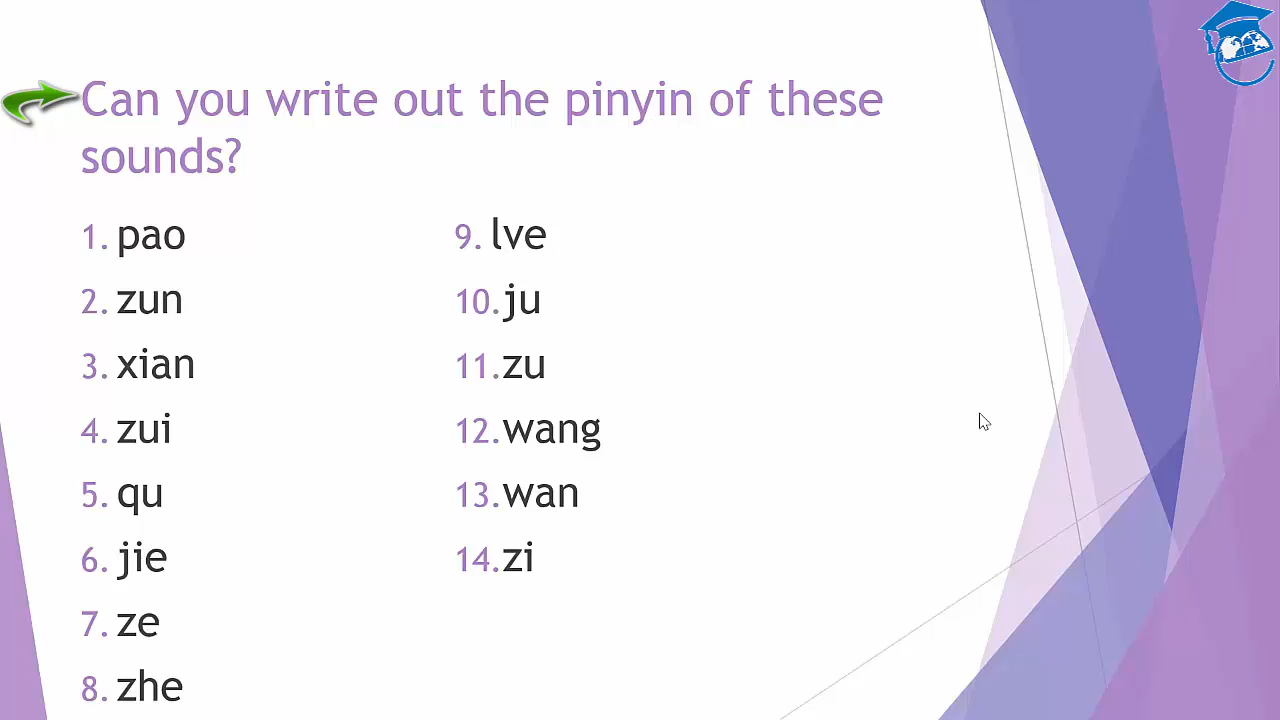 Can you write out the pinyin of these
sounds?
1. pao
2. zun
3. xian
4. zui
5. qu
6. jie
7. ze
8. zhe
9. lve
10. ju
11. zu
12. wang
13. wan
14. zi